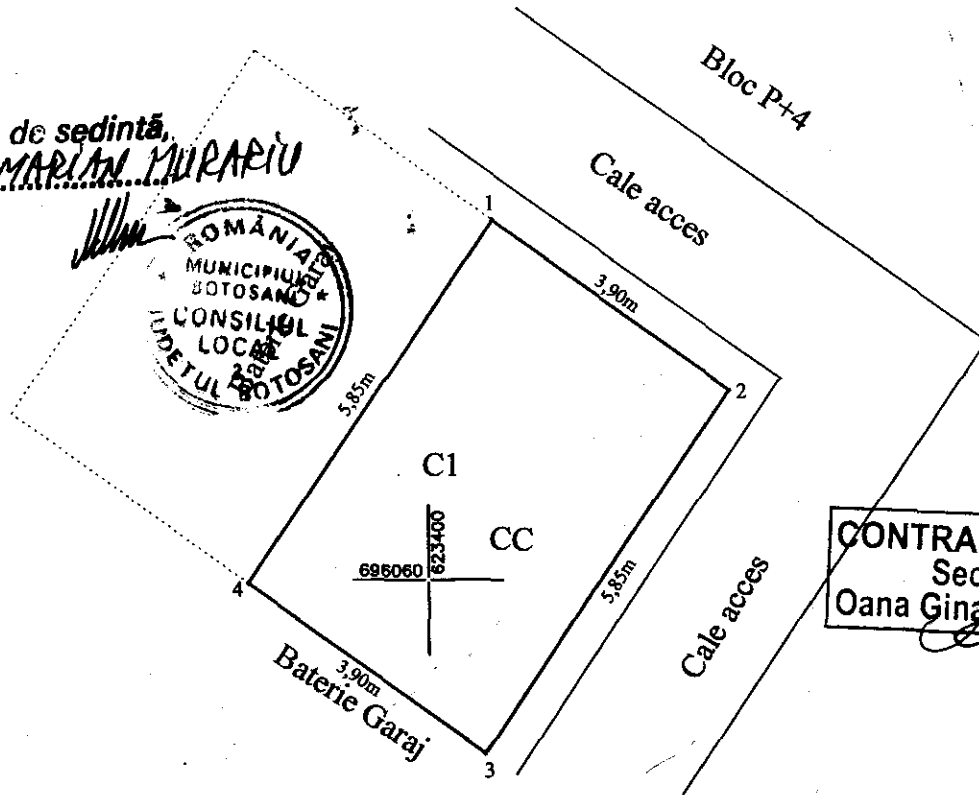 Bloc P+4
de sedintă,
MARIAN MURARIU
Cale acces
1
ROMÂNIA
MUNICIPIUL
BOTOSANI
CONSILIUL
LOCAL
JUDETUL BOTOSANI
Baterie Garaj
3,90m
2
5,85m
C1
CC
623400
696060
5,85m
CONTRA
Sec
Oana Gina
Cale acces
4
3,90m
Baterie Garaj
3